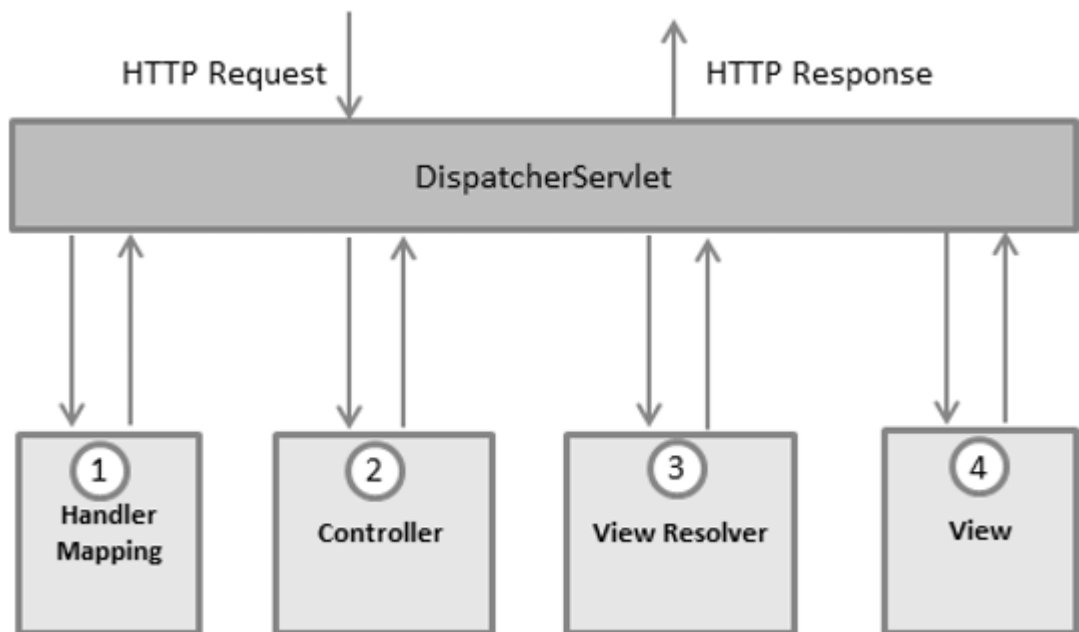 HTTP Request
HTTP Response
DispatcherServlet
1
Handler
Mapping
2
Controller
3
View Resolver
4
View